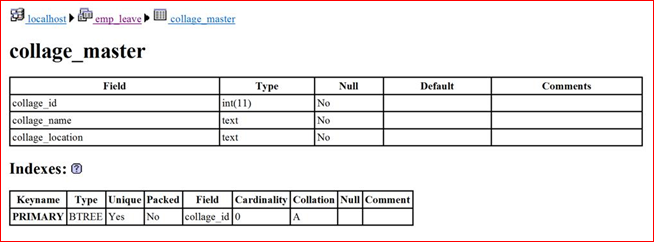 localhost emp_leave collage_master
collage_master
Field Type Null Default Comments
collage_id int(11) No
collage_name text No
collage_location text No
Indexes: ?
Keyname Type Unique Packed Field Cardinality Collation Null Comment
PRIMARY BTREE Yes No collage_id 0 A